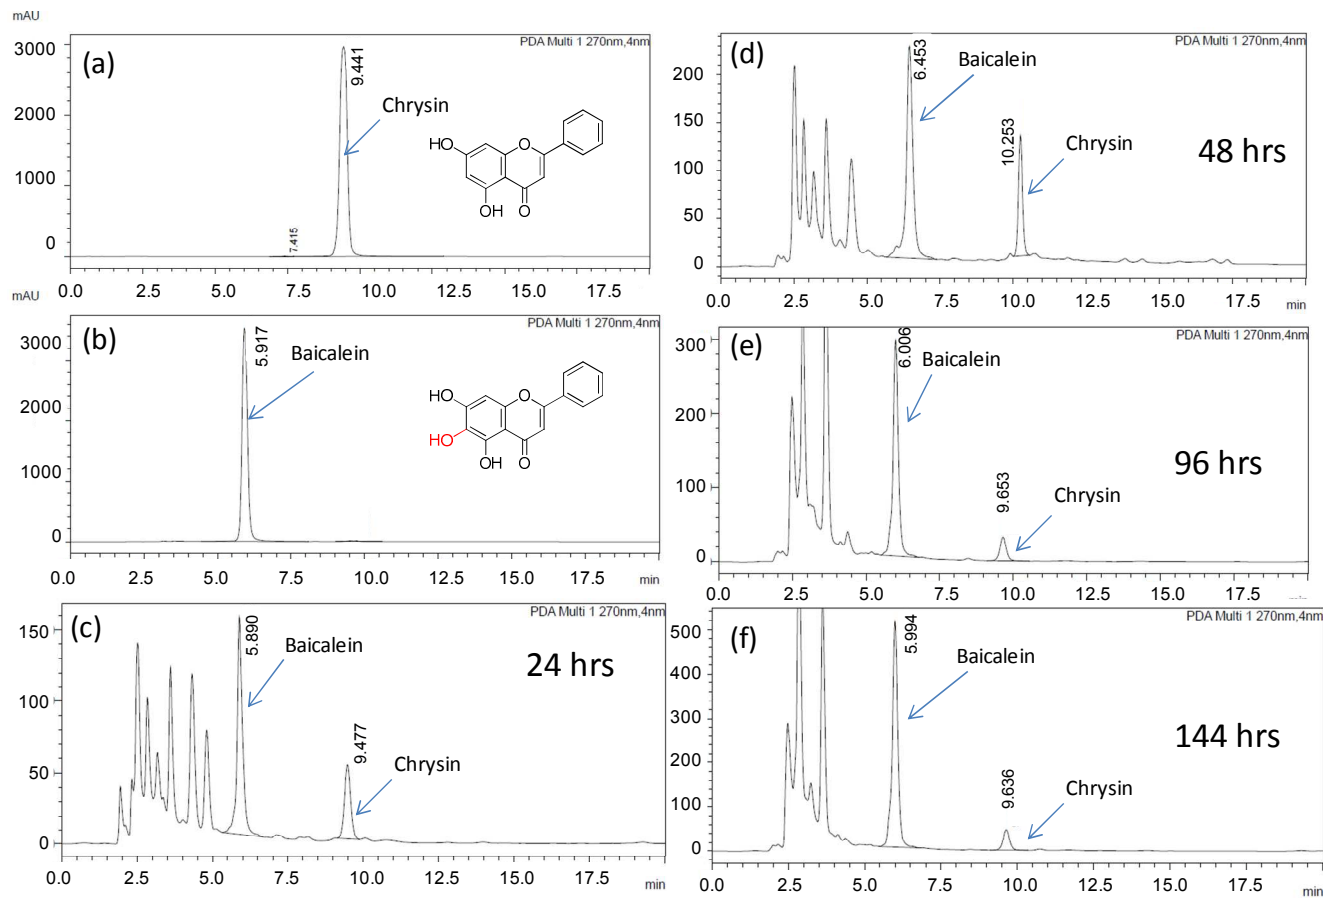 mAU
PDA Multi 1 270nm,4nm
(a)
3000
2000
1000
0
9.441
7.415
Chrysin
HO
O
OH
O
0.0 2.5 5.0 7.5 10.0 12.5 15.0 17.5
mAU
PDA Multi 1 270nm,4nm
(b)
3000
2000
1000
0
5.917
Baicalein
HO
O
HO
OH
O
0.0 2.5 5.0 7.5 10.0 12.5 15.0 17.5
min
PDA Multi 1 270nm,4nm
(c)
150
100
50
0
5.890
Baicalein
24 hrs
9.477
Chrysin
0.0 2.5 5.0 7.5 10.0 12.5 15.0 17.5
min
PDA Multi 1 270nm,4nm
(d)
200
150
100
50
0
6.453
Baicalein
10.253
Chrysin
48 hrs
0.0 2.5 5.0 7.5 10.0 12.5 15.0 17.5
min
PDA Multi 1 270nm,4nm
(e)
300
200
100
0
6.006
Baicalein
96 hrs
9.653
Chrysin
0.0 2.5 5.0 7.5 10.0 12.5 15.0 17.5
min
PDA Multi 1 270nm,4nm
(f)
500
400
300
200
100
0
5.994
Baicalein
144 hrs
9.636
Chrysin
0.0 2.5 5.0 7.5 10.0 12.5 15.0 17.5
min